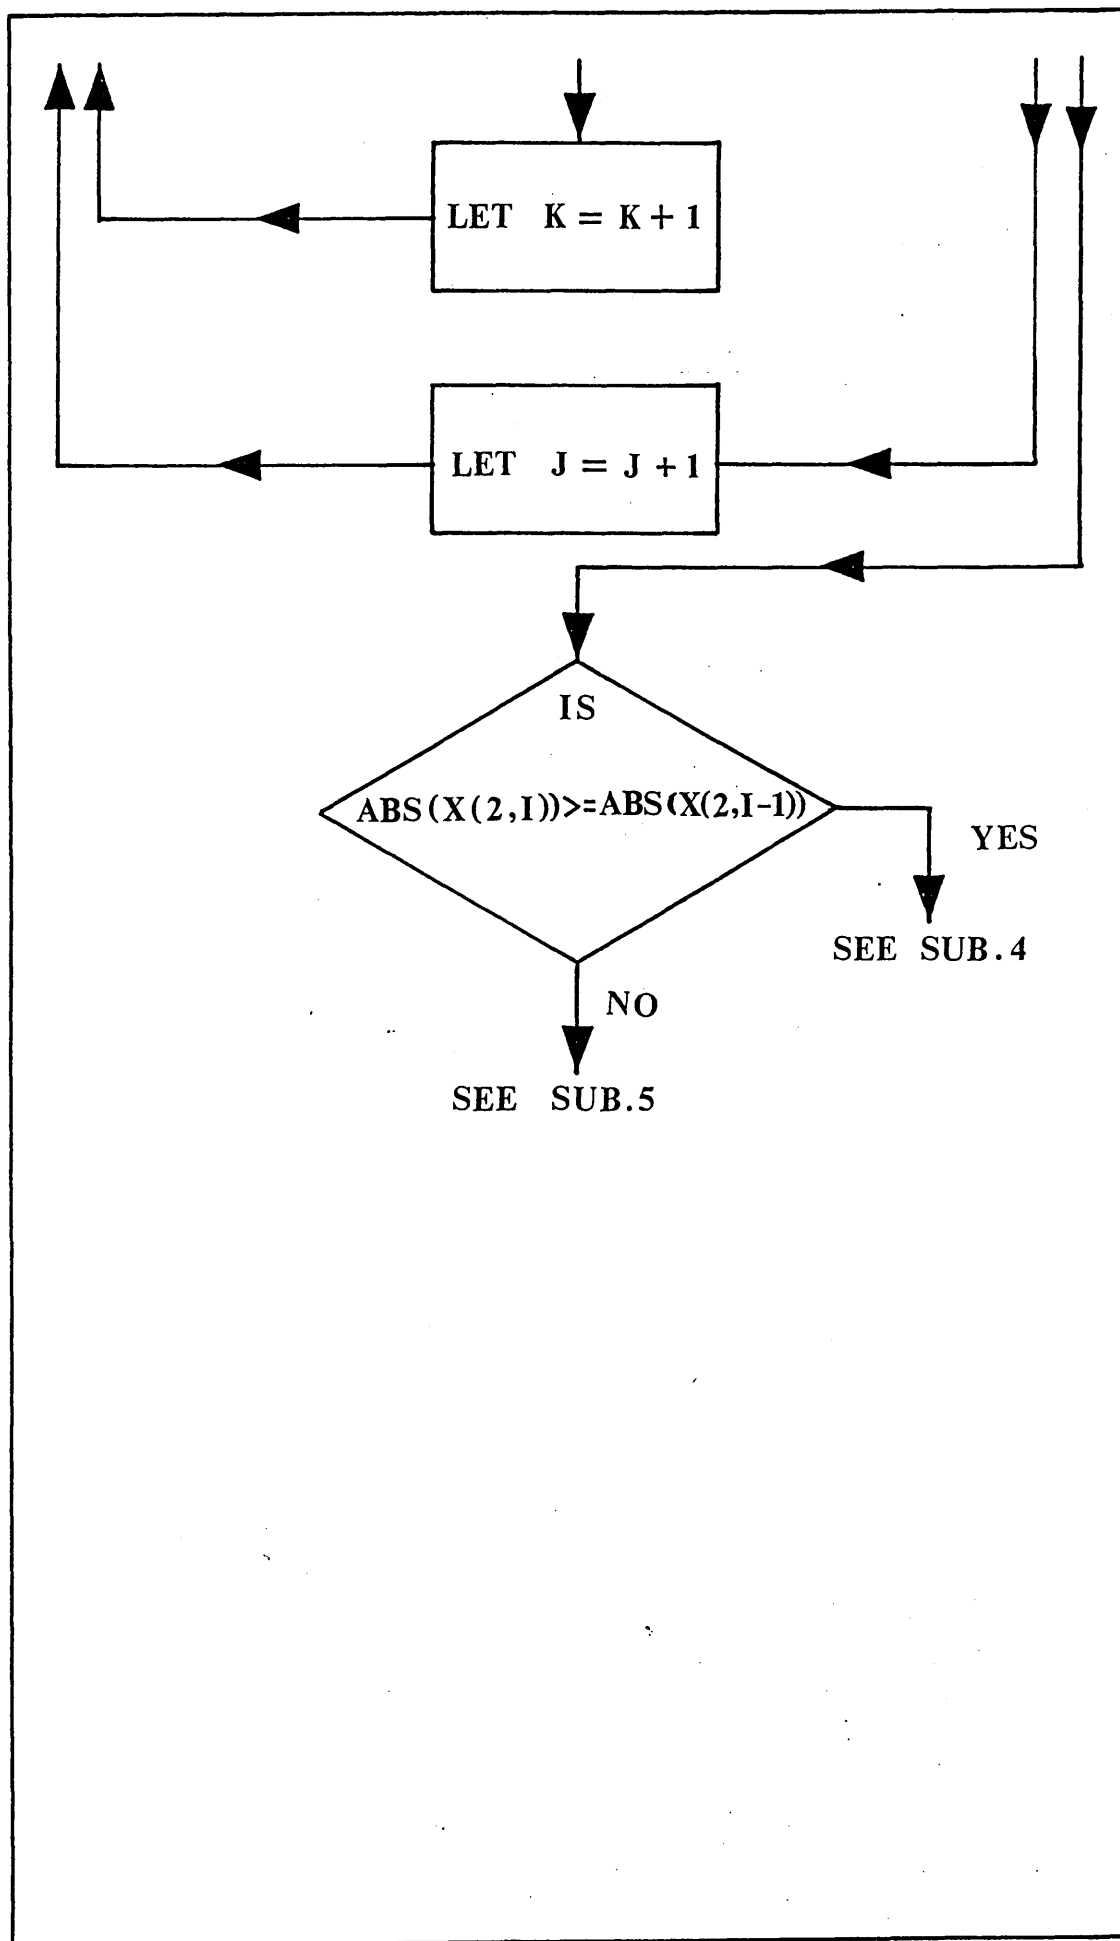 LET K = K + 1
LET J = J + 1
IS
ABS(X(2,I))>=ABS(X(2,I-1))
YES
SEE SUB.4
NO
SEE SUB.5